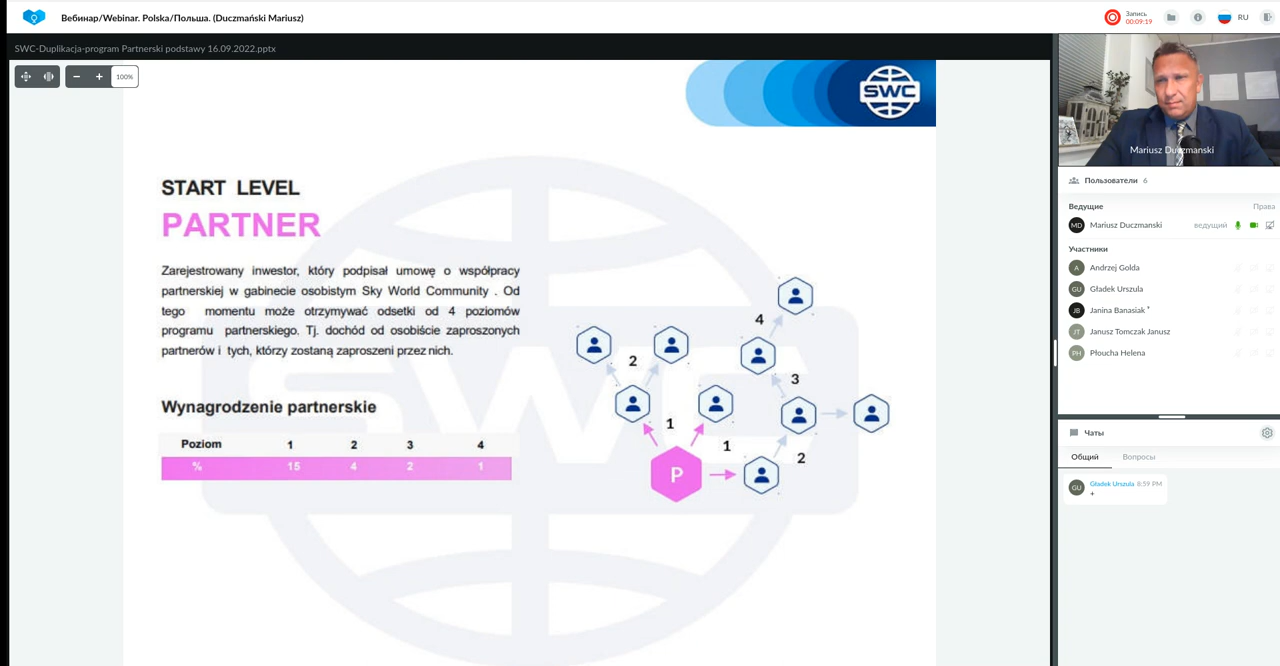 Вебинар/Webinar. Polska/Польша. (Duczmański Mariusz)
Запись
00:09:19
RU
SWC-Duplikacja-program Partnerski podstawy 16.09.2022.pptx
100%
SWC
START LEVEL
PARTNER
Zarejestrowany inwestor, który podpisał umowę o współpracy
partnerskiej w gabinecie osobistym Sky World Community . Od
tego momentu może otrzymywać odsetki od 4 poziomów
programu partnerskiego. Tj. dochód od osobiście zaproszonych
partnerów i tych, którzy zostaną zaproszeni przez nich.
Wynagrodzenie partnerskie
Poziom 1 2 3 4
% 15 4 2 1
4
2
3
1
1
2
P
SWC
Mariusz Duczmanski
Пользователи 6
Ведущие Права
MD Mariusz Duczmanski ведущий
Участники
A Andrzej Golda
GU Gładek Urszula
JB Janina Banasiak *
JT Janusz Tomczak Janusz
PH Płoucha Helena
Чаты
Общий Вопросы
GU Gładek Urszula 8:59 PM
+